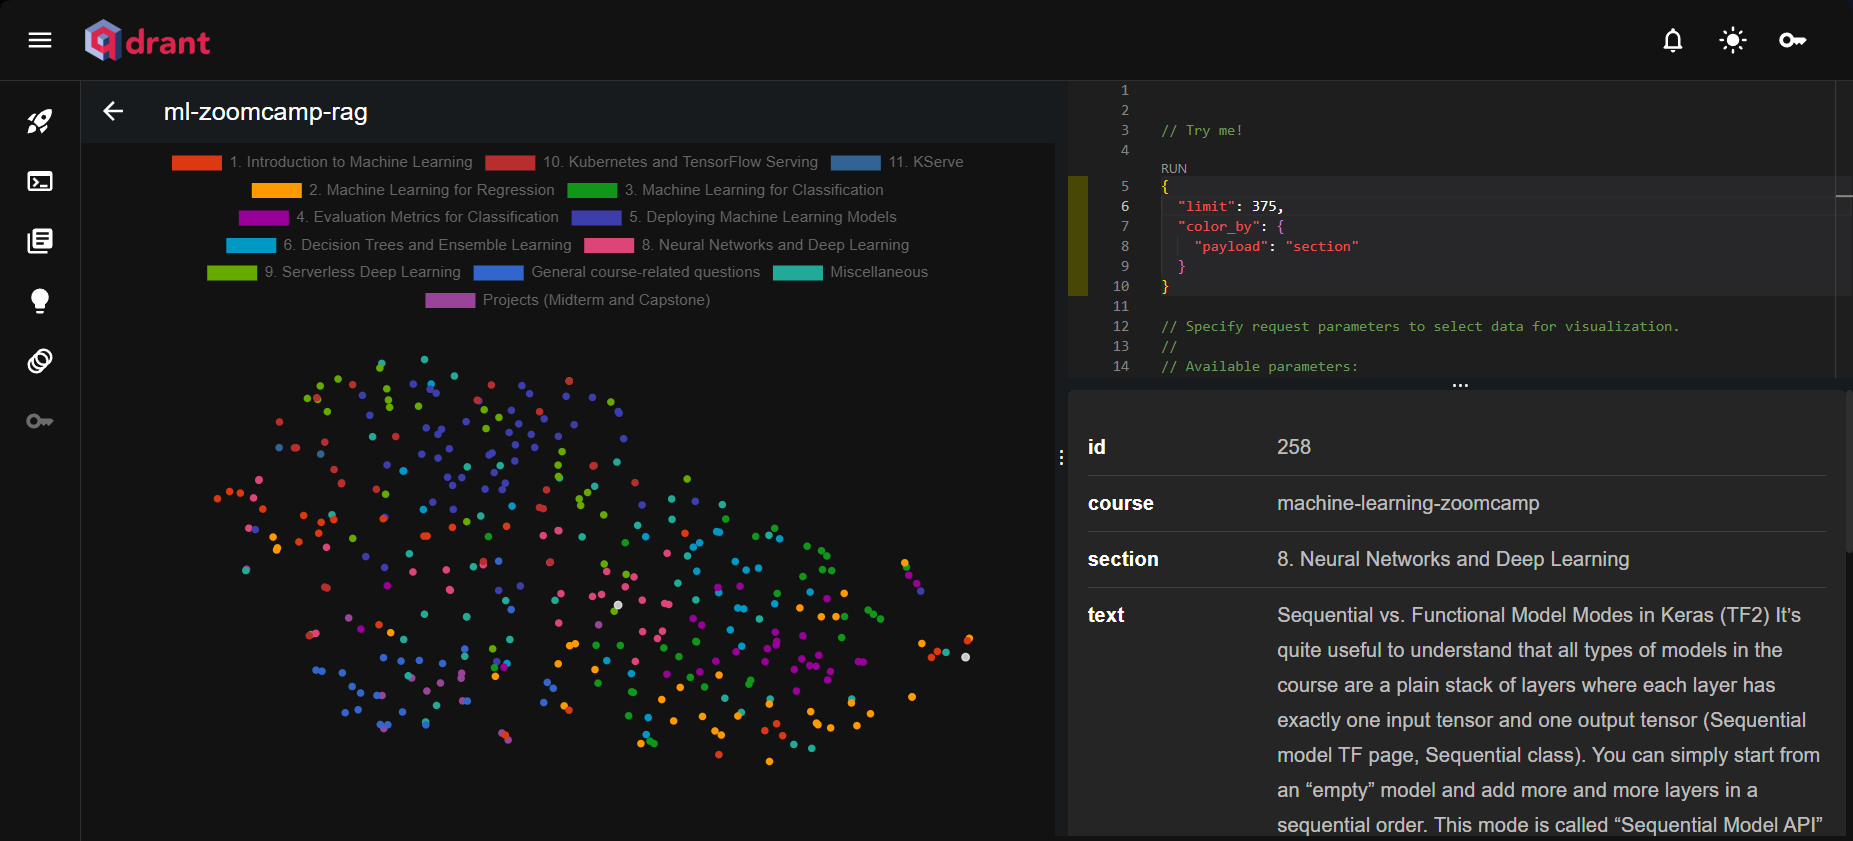 qdrant
ml-zoomcamp-rag
1. Introduction to Machine Learning 10. Kubernetes and TensorFlow Serving 11. KServe
2. Machine Learning for Regression 3. Machine Learning for Classification
4. Evaluation Metrics for Classification 5. Deploying Machine Learning Models
6. Decision Trees and Ensemble Learning 8. Neural Networks and Deep Learning
9. Serverless Deep Learning General course-related questions Miscellaneous
Projects (Midterm and Capstone)
1
2
3 // Try me!
4
RUN
5 {
6 "limit": 375,
7 "color_by": {
8 "payload": "section"
9 }
10 }
11
12 // Specify request parameters to select data for visualization.
13 //
14 // Available parameters:
id 258
course machine-learning-zoomcamp
section 8. Neural Networks and Deep Learning
text Sequential vs. Functional Model Modes in Keras (TF2) It’s
quite useful to understand that all types of models in the
course are a plain stack of layers where each layer has
exactly one input tensor and one output tensor (Sequential
model TF page, Sequential class). You can simply start from
an “empty” model and add more and more layers in a
sequential order. This mode is called “Sequential Model API”